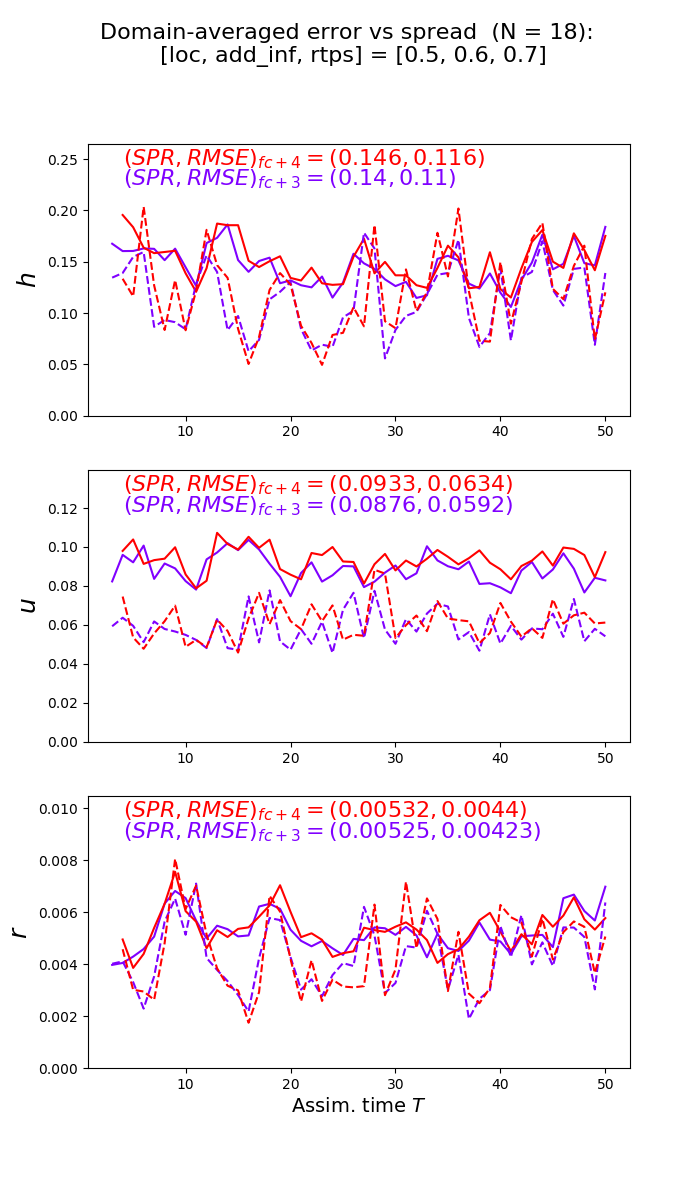 Domain-averaged error vs spread (N = 18):
[loc, add_inf, rtps] = [0.5, 0.6, 0.7]
(SPR, RMSE)fc+4 = (0.146, 0.116)
(SPR, RMSE)fc+3 = (0.14, 0.11)
h
0.25
0.20
0.15
0.10
0.05
0.00
10 20 30 40 50
(SPR, RMSE)fc+4 = (0.0933, 0.0634)
(SPR, RMSE)fc+3 = (0.0876, 0.0592)
u
0.12
0.10
0.08
0.06
0.04
0.02
0.00
10 20 30 40 50
(SPR, RMSE)fc+4 = (0.00532, 0.0044)
(SPR, RMSE)fc+3 = (0.00525, 0.00423)
r
0.010
0.008
0.006
0.004
0.002
0.000
10 20 30 40 50
Assim. time T